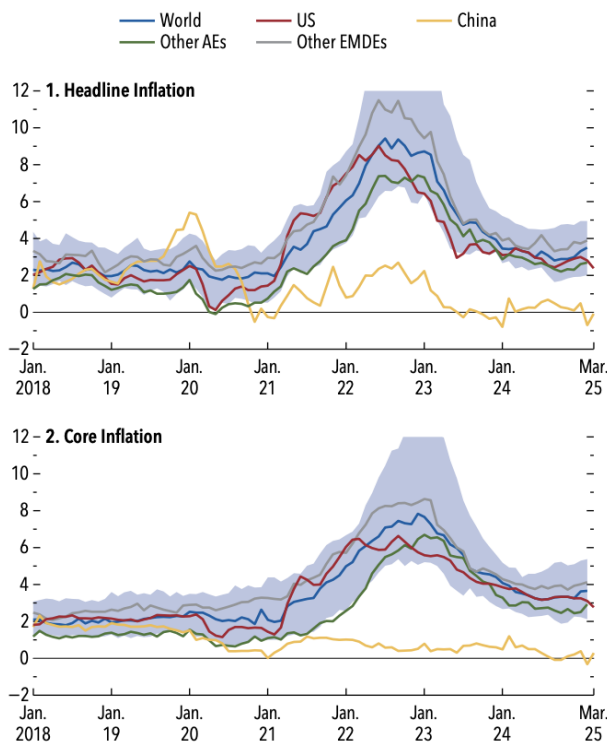 World US China
Other AEs Other EMDEs
1. Headline Inflation
12
10
8
6
4
2
0
−2
Jan. Jan. Jan. Jan. Jan. Jan. Jan. Mar.
2018 19 20 21 22 23 24 25
2. Core Inflation
12
10
8
6
4
2
0
−2
Jan. Jan. Jan. Jan. Jan. Jan. Jan. Mar.
2018 19 20 21 22 23 24 25